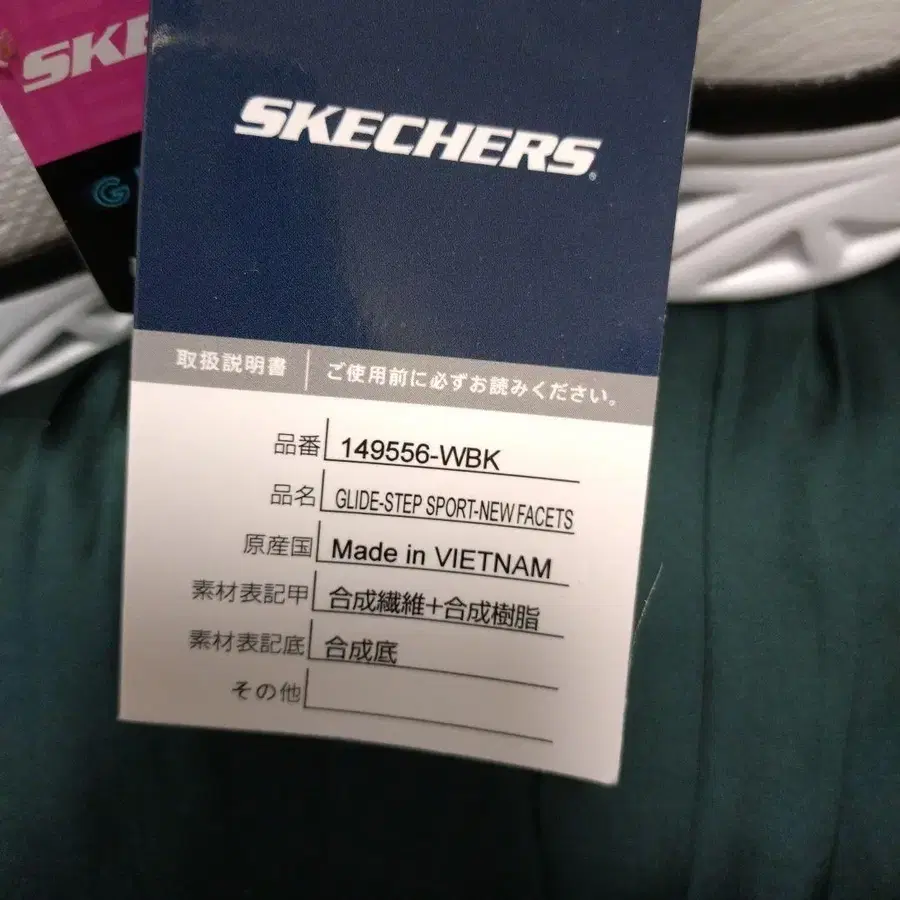 SKE
G
SKECHERS
取扱説明書 ご使用前に必ずお読みください。
品番 149556-WBK
品名 GLIDE-STEP SPORT-NEW FACETS
原産国 Made in VIETNAM
素材表記甲 合成繊維+合成樹脂
素材表記底 合成底
その他